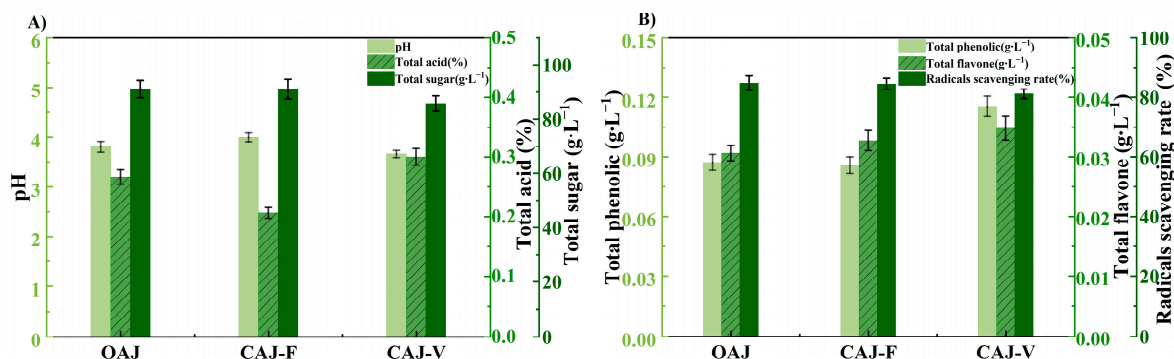 A)
pH
Total acid(%)
Total sugar(g·L⁻¹)
6
5
4
3
2
1
0
pH
0.5
0.4
0.3
0.2
0.1
0.0
Total acid (%)
100
80
60
40
20
0
Total sugar (g·L⁻¹)
OAJ CAJ-F CAJ-V
B)
Total phenolic(g·L⁻¹)
Total flavone(g·L⁻¹)
Radicals scavenging rate(%)
0.15
0.12
0.09
0.06
0.03
0.00
Total phenolic (g·L⁻¹)
0.05
0.04
0.03
0.02
0.01
0.00
Total flavone (g·L⁻¹)
100
80
60
40
20
0
Radicals scavenging rate (%)
OAJ CAJ-F CAJ-V